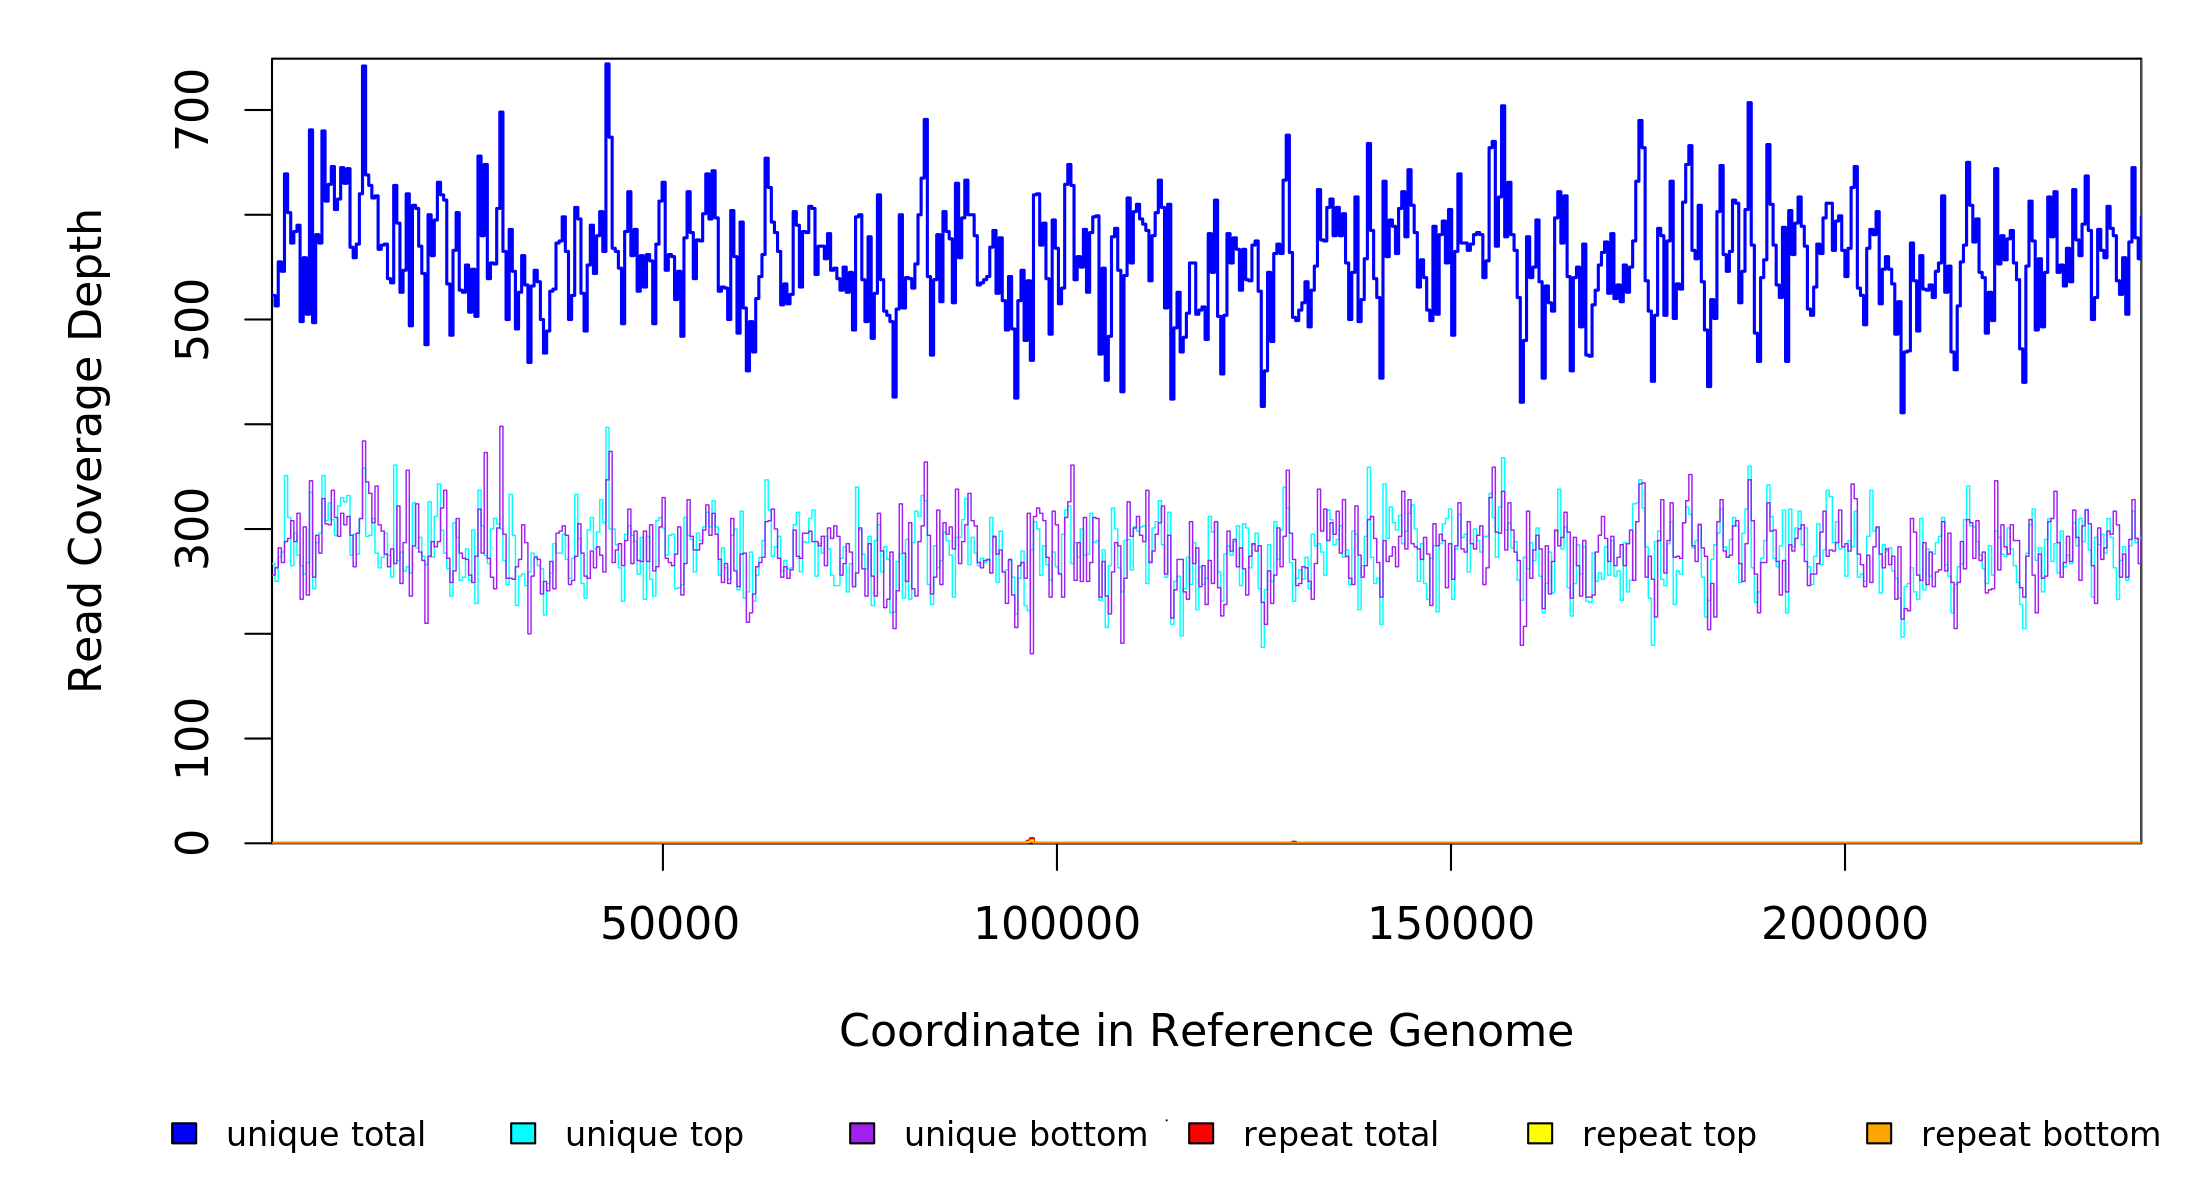 700
500
300
100
0
Read Coverage Depth
50000 100000 150000 200000
Coordinate in Reference Genome
unique total unique top unique bottom repeat total repeat top repeat bottom